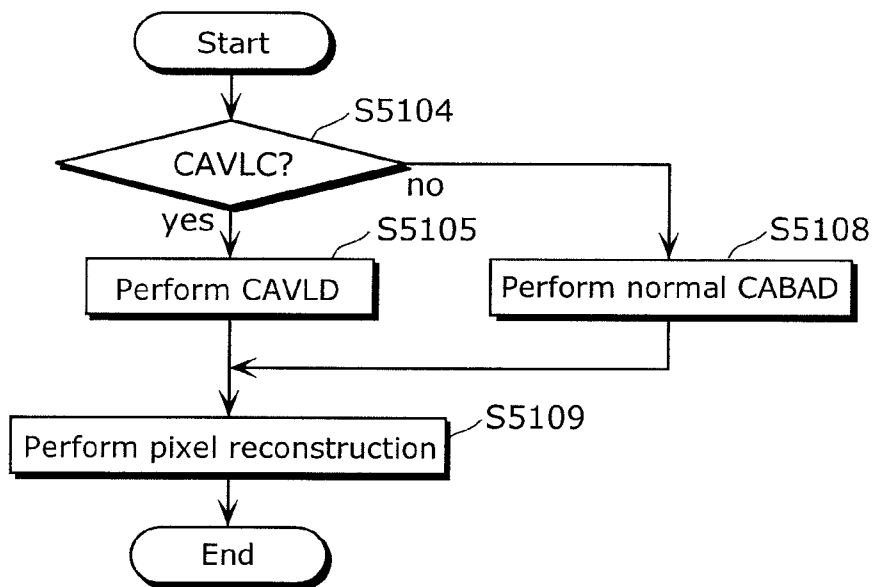 Start
S5104
CAVLC?
no
yes
S5105
S5108
Perform CAVLD
Perform normal CABAD
S5109
Perform pixel reconstruction
End